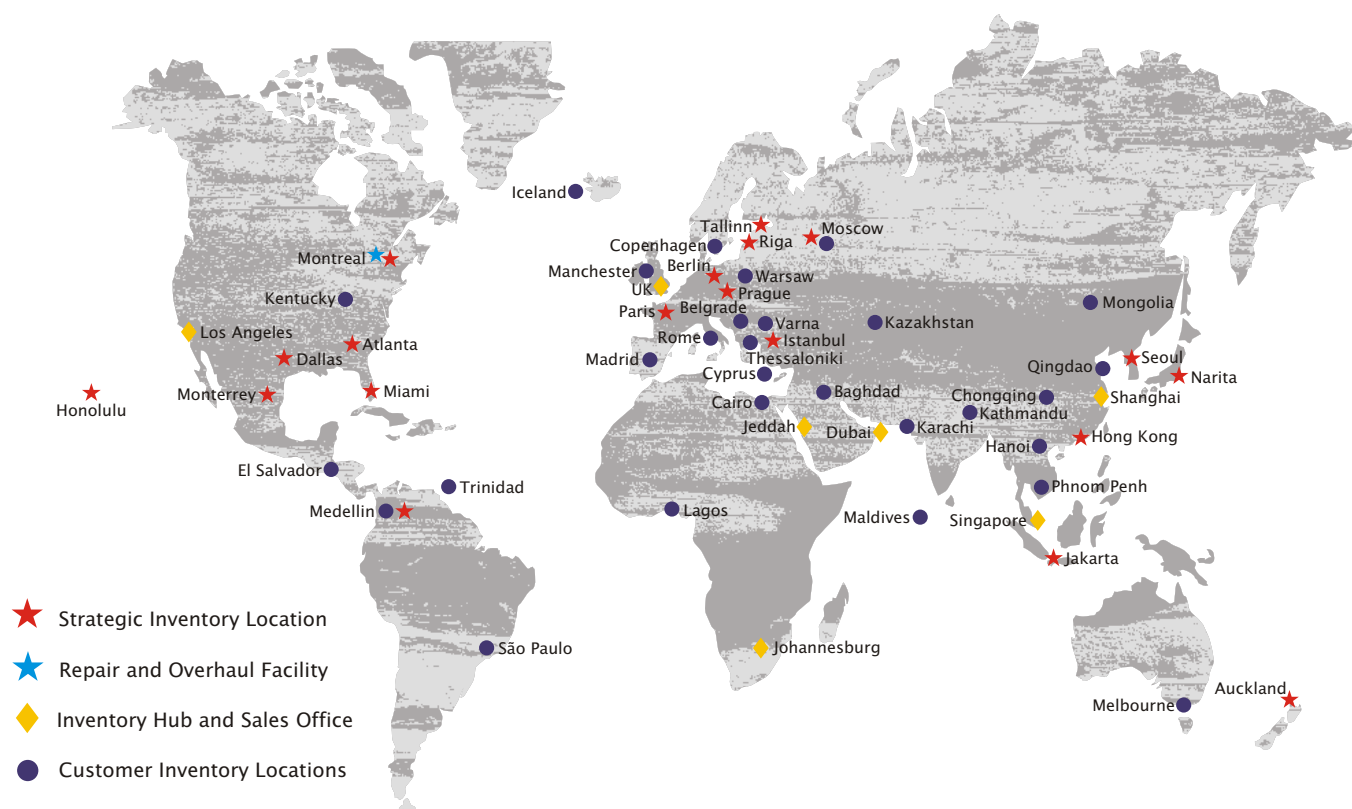 Iceland
Tallinn
Moscow
Copenhagen
Riga
Montreal
Berlin
Manchester
Warsaw
UK
Prague
Kentucky
Mongolia
Paris
Belgrade
Los Angeles
Varna
Kazakhstan
Atlanta
Rome
Istanbul
Dallas
Madrid
Thessaloniki
Seoul
Qingdao
Cyprus
Narita
Honolulu
Monterrey
Miami
Baghdad
Chongqing
Shanghai
Cairo
Kathmandu
Jeddah
Dubai
Karachi
Hong Kong
Hanoi
El Salvador
Trinidad
Phnom Penh
Medellin
Lagos
Maldives
Singapore
Jakarta
Strategic Inventory Location
São Paulo
Johannesburg
Repair and Overhaul Facility
Auckland
Melbourne
Inventory Hub and Sales Office
Customer Inventory Locations